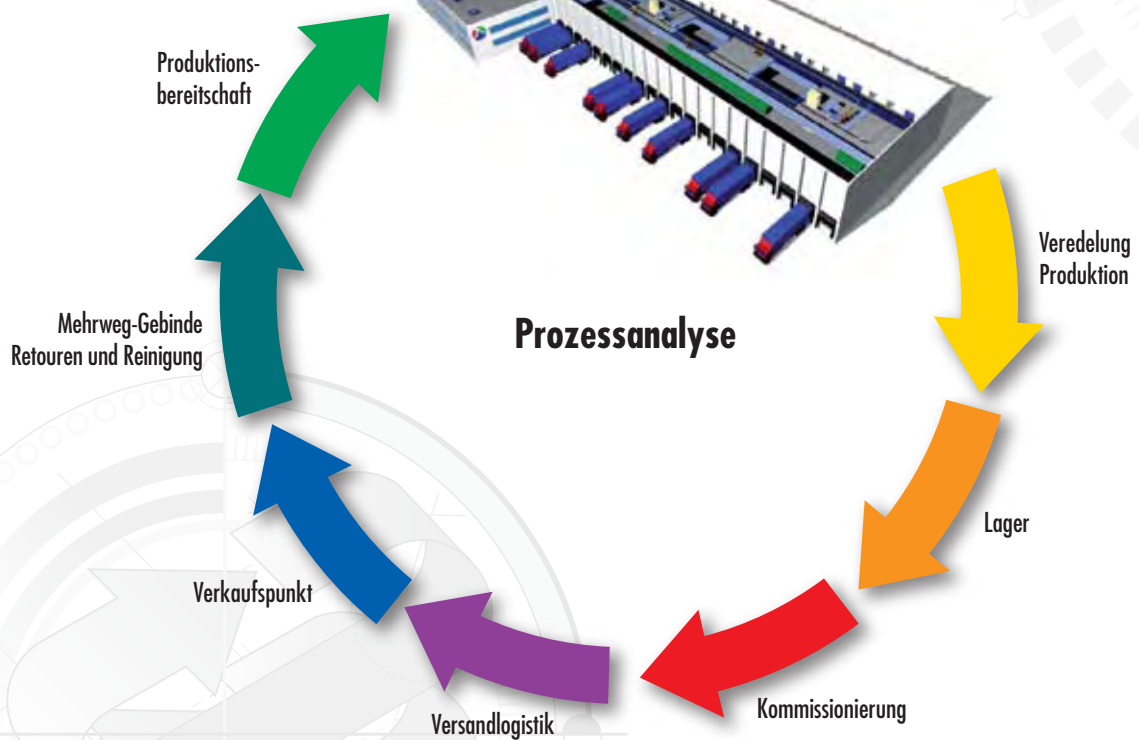 Produktions-
bereitschaft
Veredelung
Produktion
Prozessanalyse
Mehrweg-Gebinde
Retouren und Reinigung
Lager
Verkaufspunkt
Kommissionierung
Versandlogistik